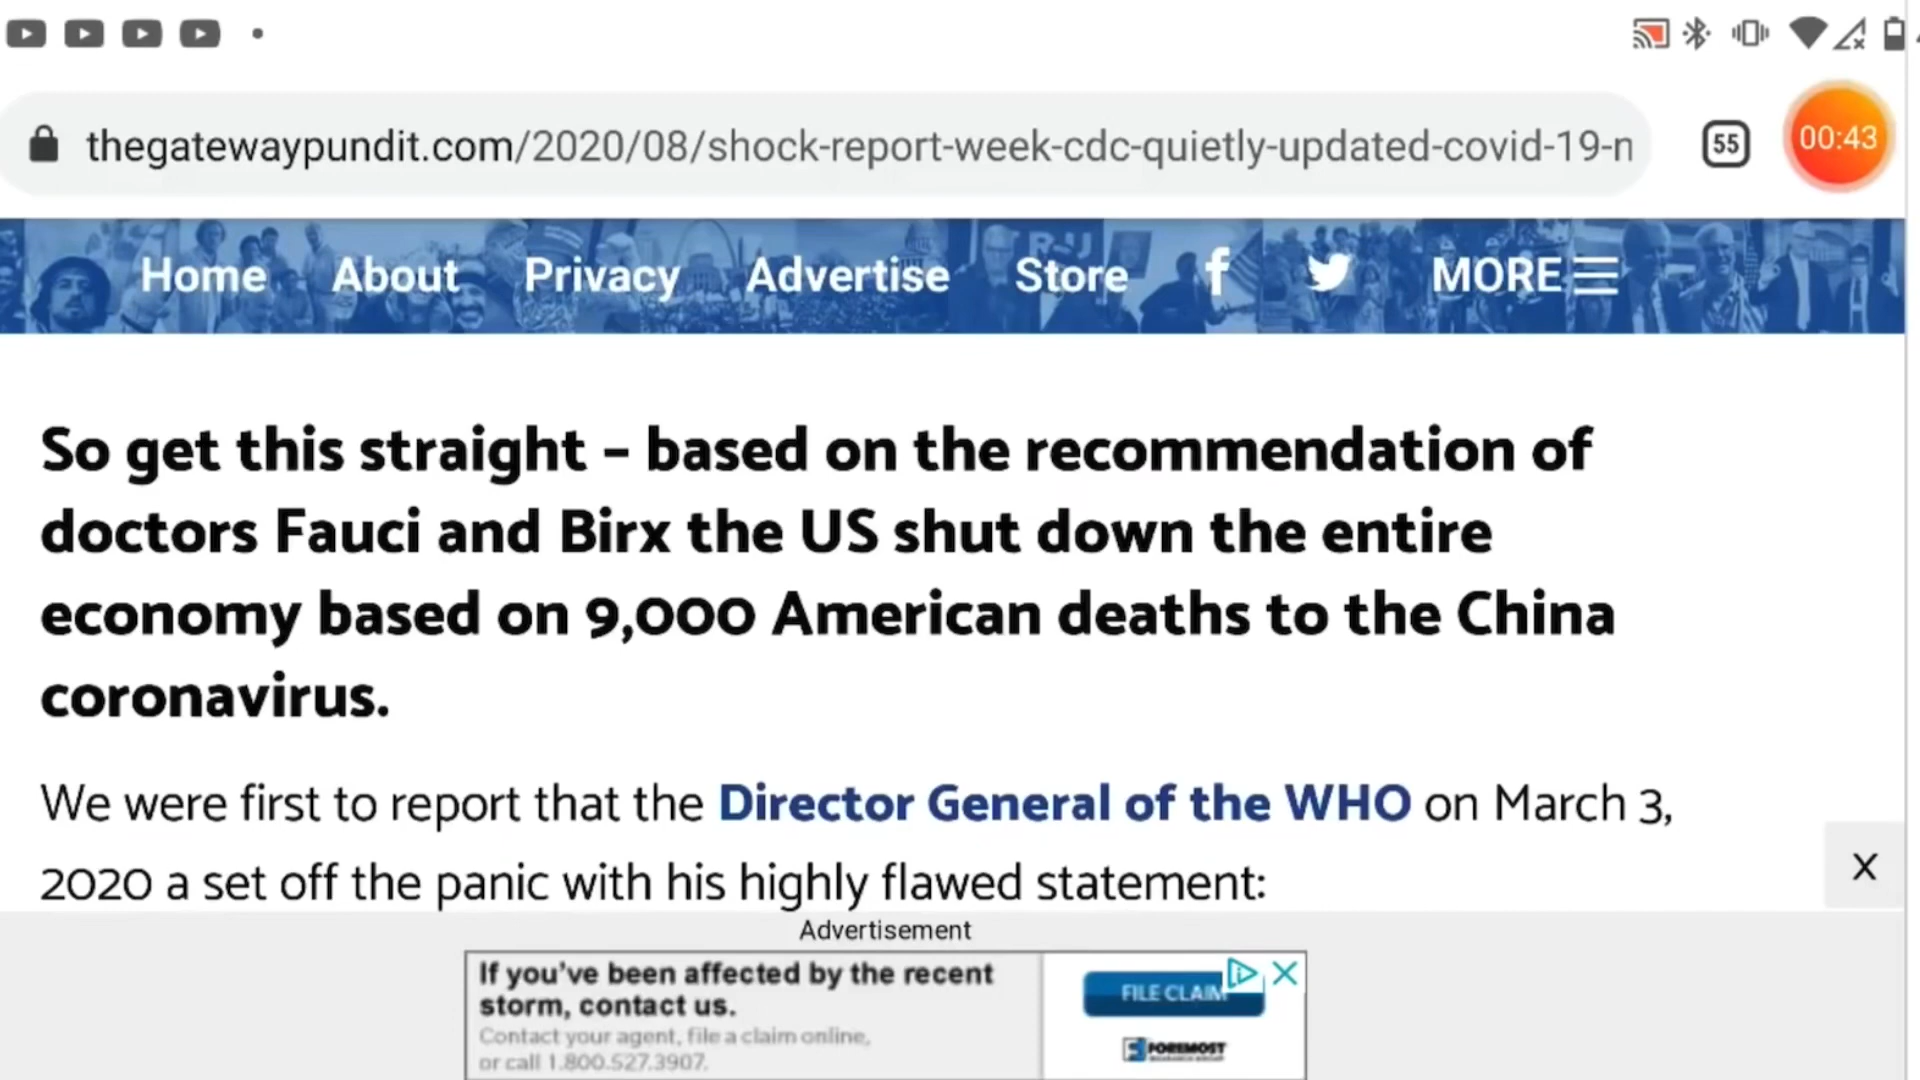 thegatewaypundit.com/2020/08/shock-report-week-cdc-quietly-updated-covid-19-n
55
00:43
Home About Privacy Advertise Store MORE
So get this straight – based on the recommendation of
doctors Fauci and Birx the US shut down the entire
economy based on 9,000 American deaths to the China
coronavirus.
We were first to report that the Director General of the WHO on March 3,
2020 a set off the panic with his highly flawed statement:
X
Advertisement
If you've been affected by the recent
storm, contact us.
Contact your agent, file a claim online,
or call 1.800.527.3907.
FILE CLAIM
FOREMOST